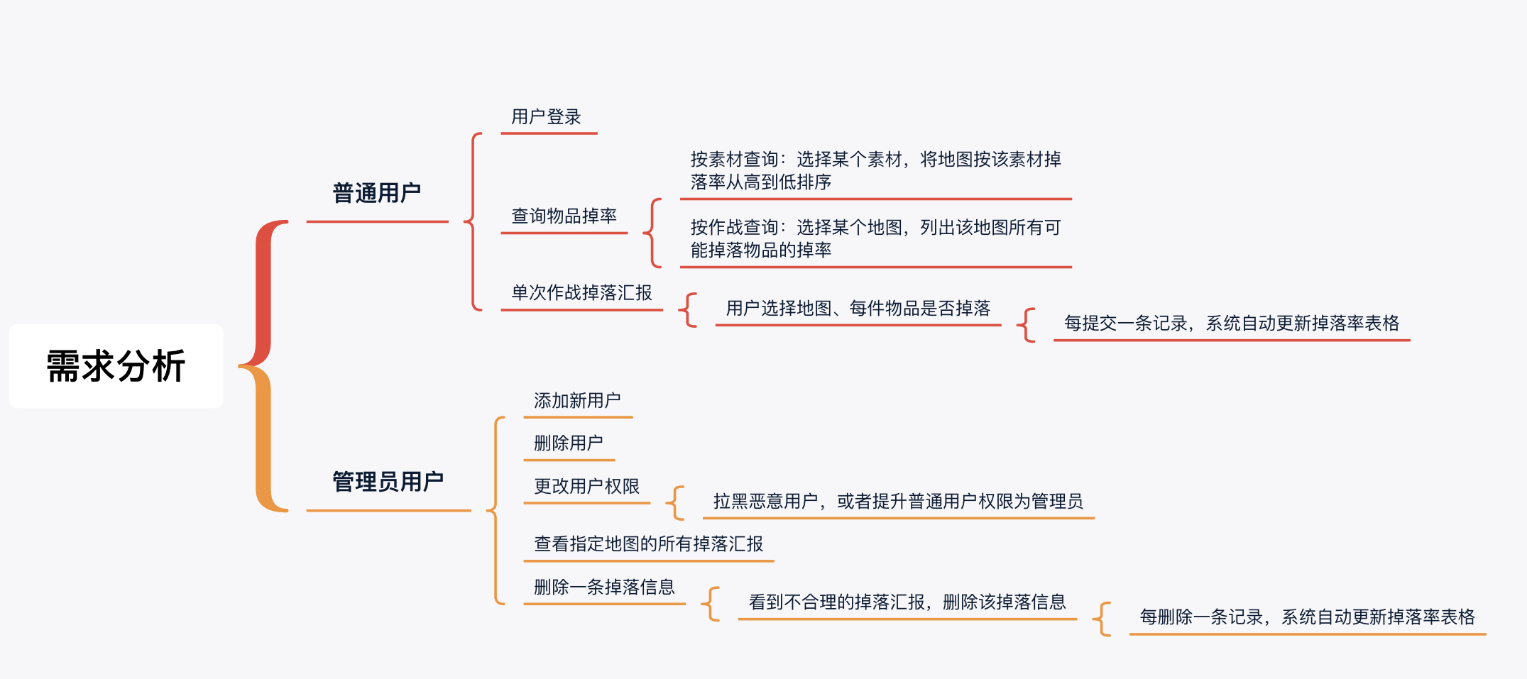 需求分析
普通用户
用户登录
查询物品掉率
按素材查询：选择某个素材，将地图按该素材掉
落率从高到低排序
按作战查询：选择某个地图，列出该地图所有可
能掉落物品的掉率
单次作战掉落汇报
用户选择地图、每件物品是否掉落
每提交一条记录，系统自动更新掉落率表格
管理员用户
添加新用户
删除用户
更改用户权限
拉黑恶意用户，或者提升普通用户权限为管理员
查看指定地图的所有掉落汇报
删除一条掉落信息
看到不合理的掉落汇报，删除该掉落信息
每删除一条记录，系统自动更新掉落率表格